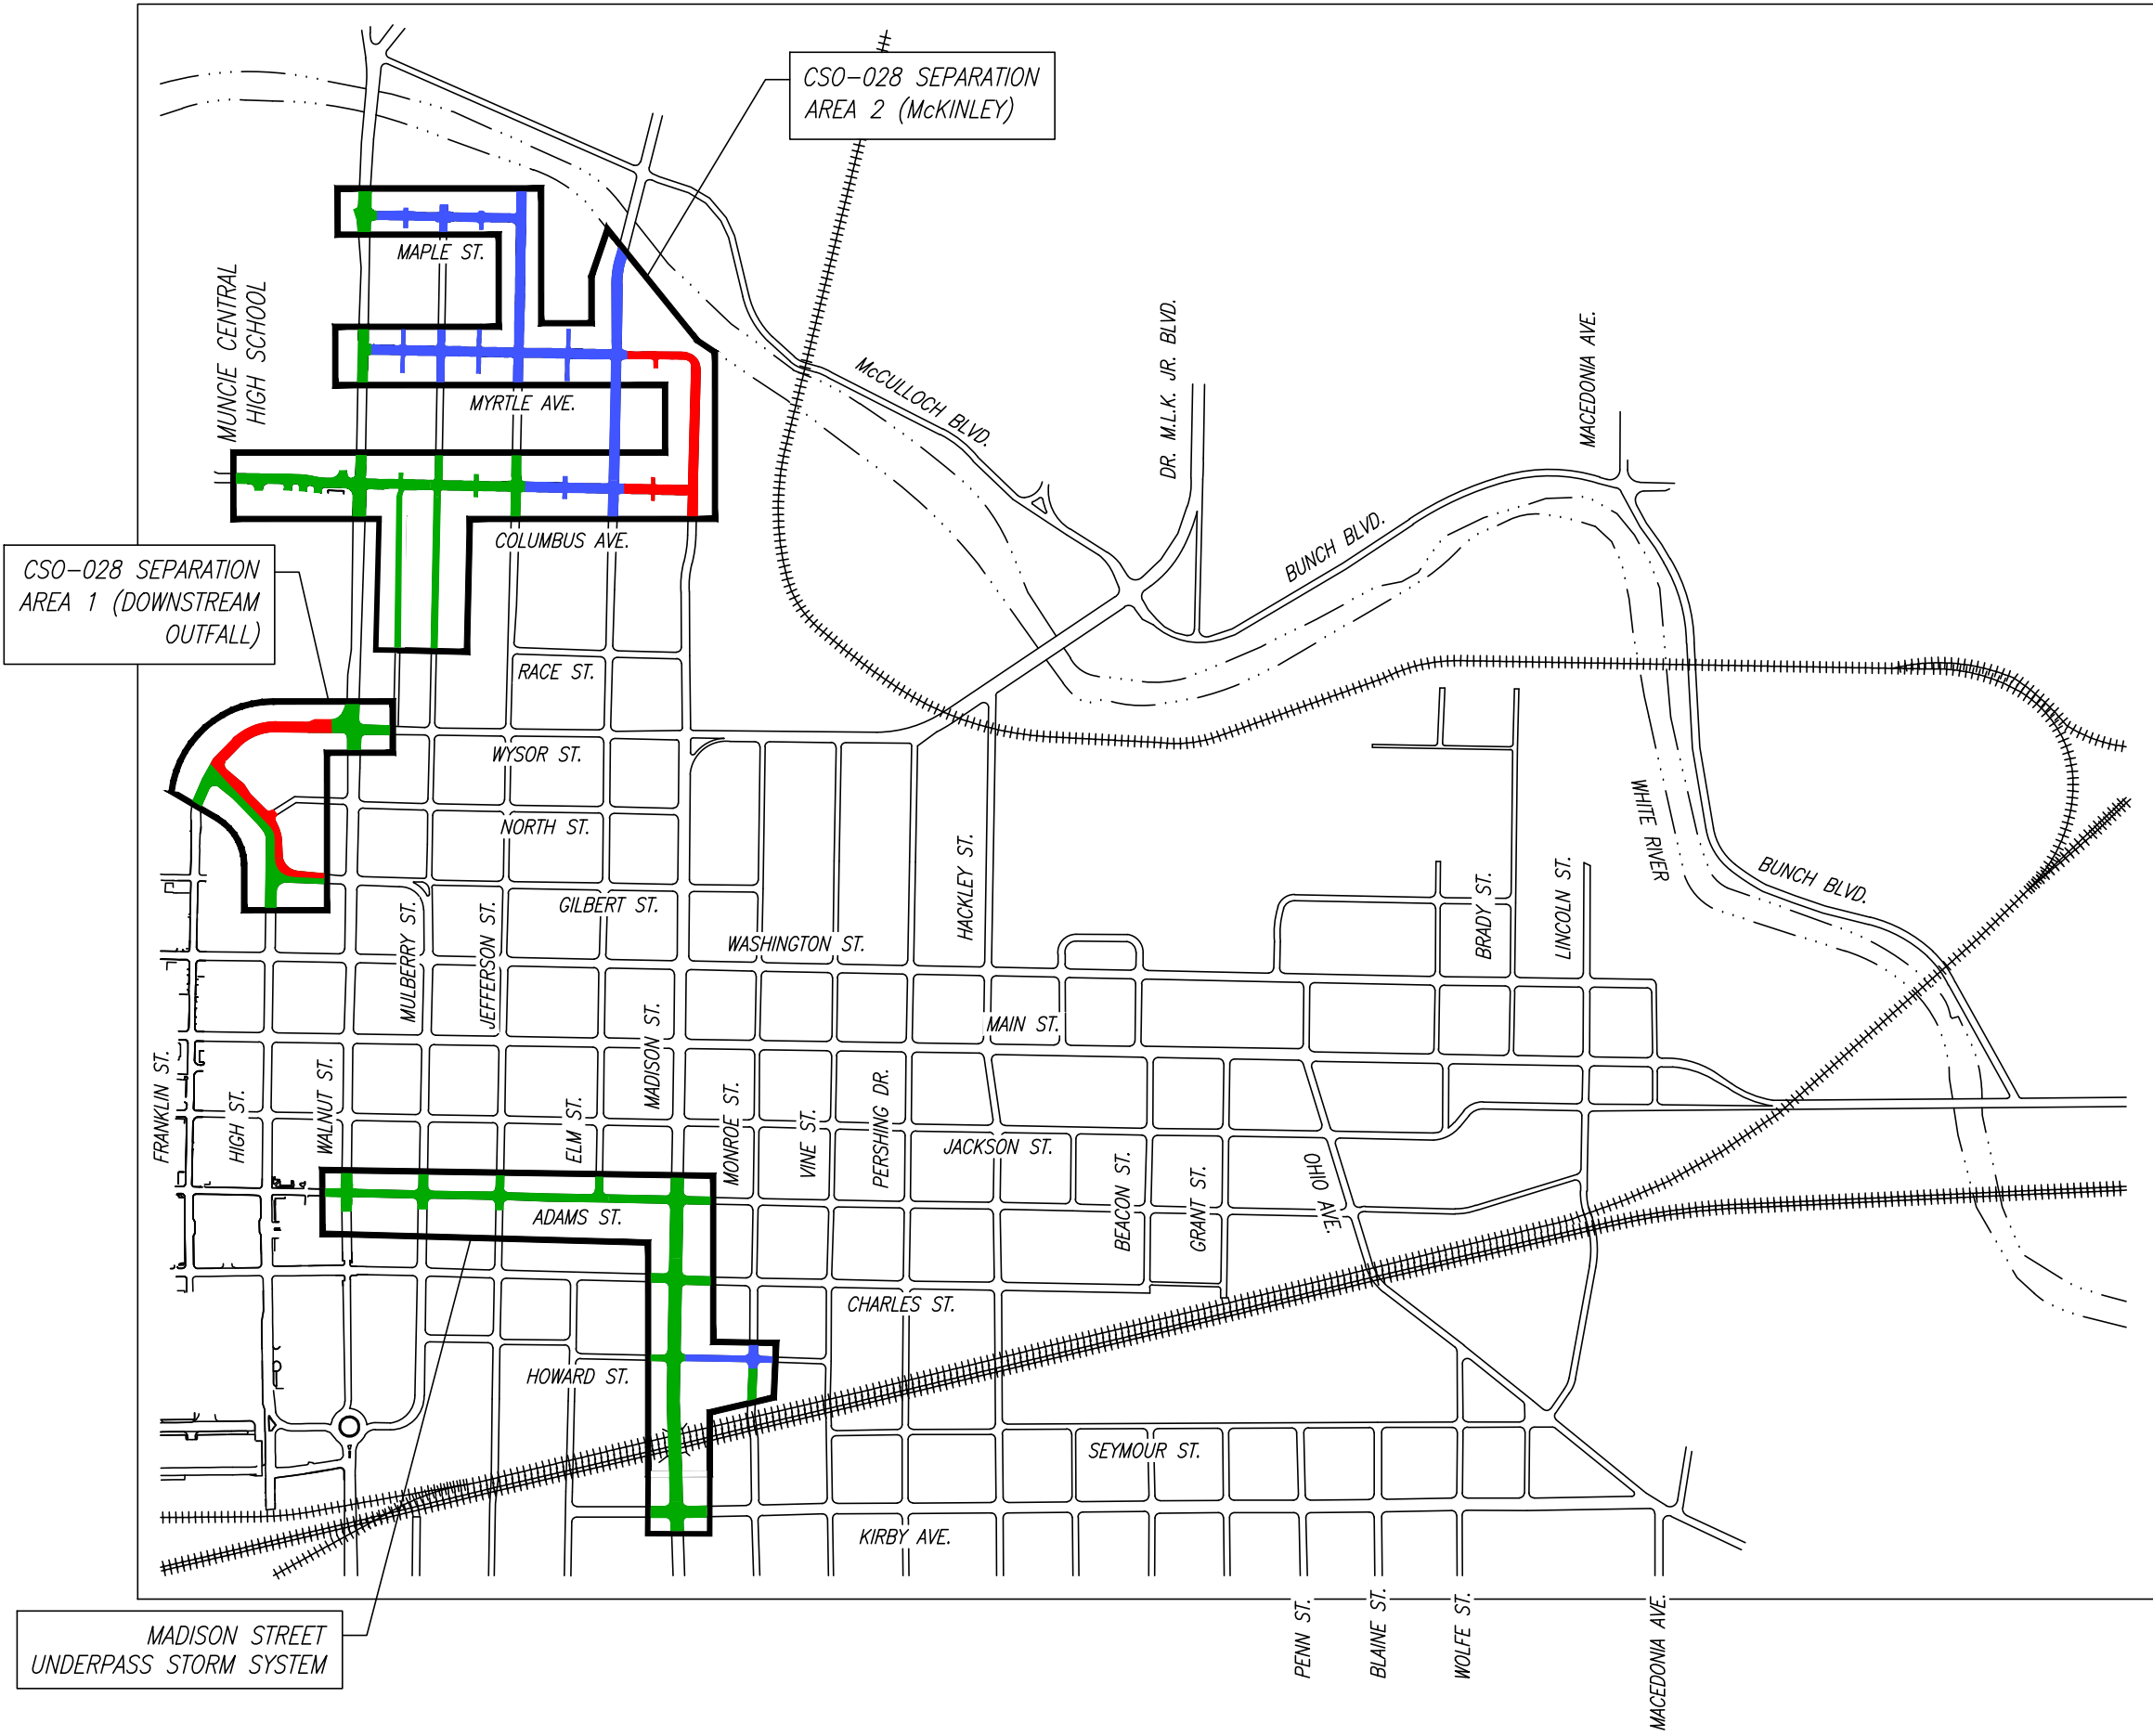 CSO-028 SEPARATION
AREA 2 (McKINLEY)
MAPLE ST.
MUNCIE CENTRAL
HIGH SCHOOL
MYRTLE AVE.
McCULLOCH BLVD.
DR. M.L.K. JR. BLVD.
MACEDONIA AVE.
COLUMBUS AVE.
BUNCH BLVD.
CSO-028 SEPARATION
AREA 1 (DOWNSTREAM
OUTFALL)
RACE ST.
WYSOR ST.
NORTH ST.
WHITE RIVER
HACKLEY ST.
BUNCH BLVD.
GILBERT ST.
BRADY ST.
LINCOLN ST.
MULBERRY ST.
JEFFERSON ST.
WASHINGTON ST.
MADISON ST.
MAIN ST.
FRANKLIN ST.
HIGH ST.
WALNUT ST.
ELM ST.
MONROE ST.
VINE ST.
PERSHING DR.
JACKSON ST.
BEACON ST.
GRANT ST.
OHIO AVE.
ADAMS ST.
CHARLES ST.
HOWARD ST.
SEYMOUR ST.
KIRBY AVE.
MADISON STREET
UNDERPASS STORM SYSTEM
PENN ST.
BLAINE ST.
WOLFE ST.
MACEDONIA AVE.